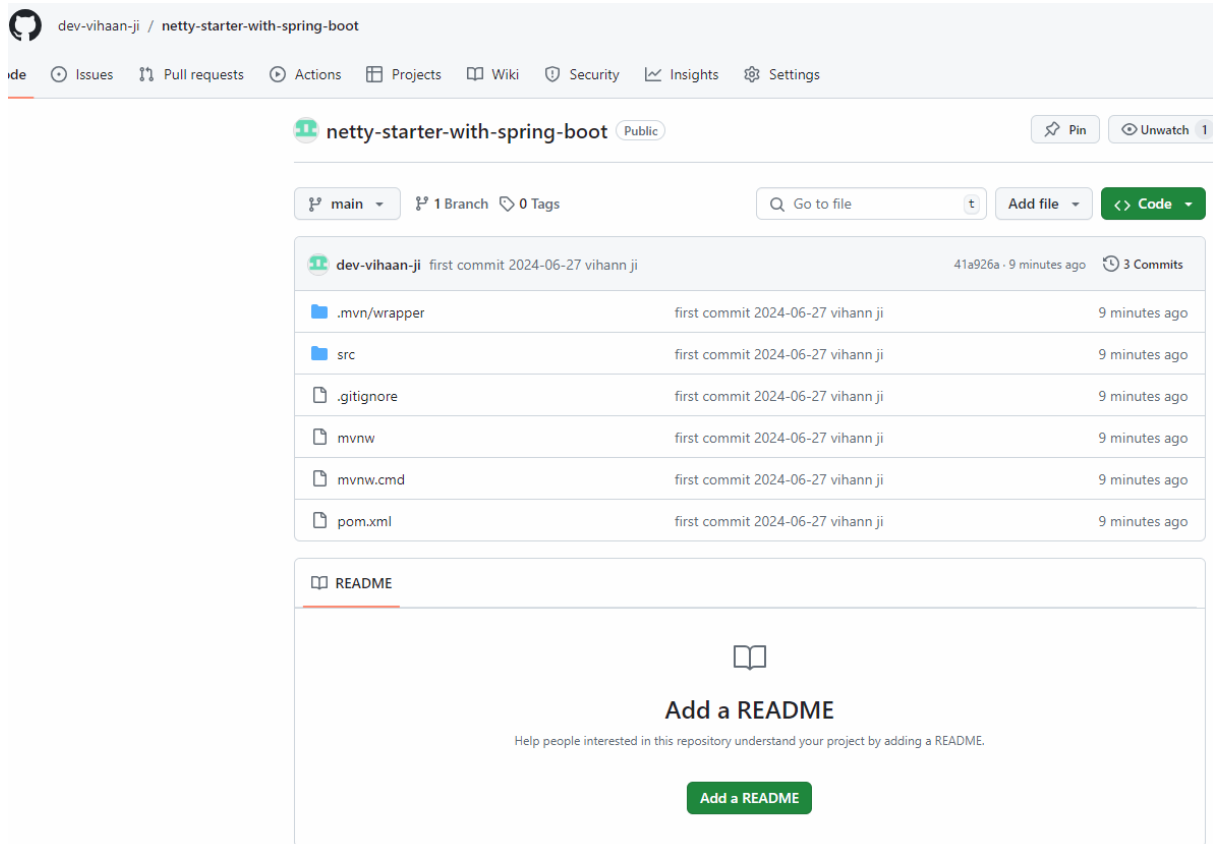 dev-vihaan-ji / netty-starter-with-spring-boot
ode Issues Pull requests Actions Projects Wiki Security Insights Settings
netty-starter-with-spring-boot Public Pin Unwatch 1
main 1 Branch 0 Tags Go to file t Add file <> Code
dev-vihaan-ji first commit 2024-06-27 vihann ji 41a926a · 9 minutes ago 3 Commits
.mvn/wrapper first commit 2024-06-27 vihann ji 9 minutes ago
src first commit 2024-06-27 vihann ji 9 minutes ago
.gitignore first commit 2024-06-27 vihann ji 9 minutes ago
mvnw first commit 2024-06-27 vihann ji 9 minutes ago
mvnw.cmd first commit 2024-06-27 vihann ji 9 minutes ago
pom.xml first commit 2024-06-27 vihann ji 9 minutes ago
README
Add a README
Help people interested in this repository understand your project by adding a README.
Add a README